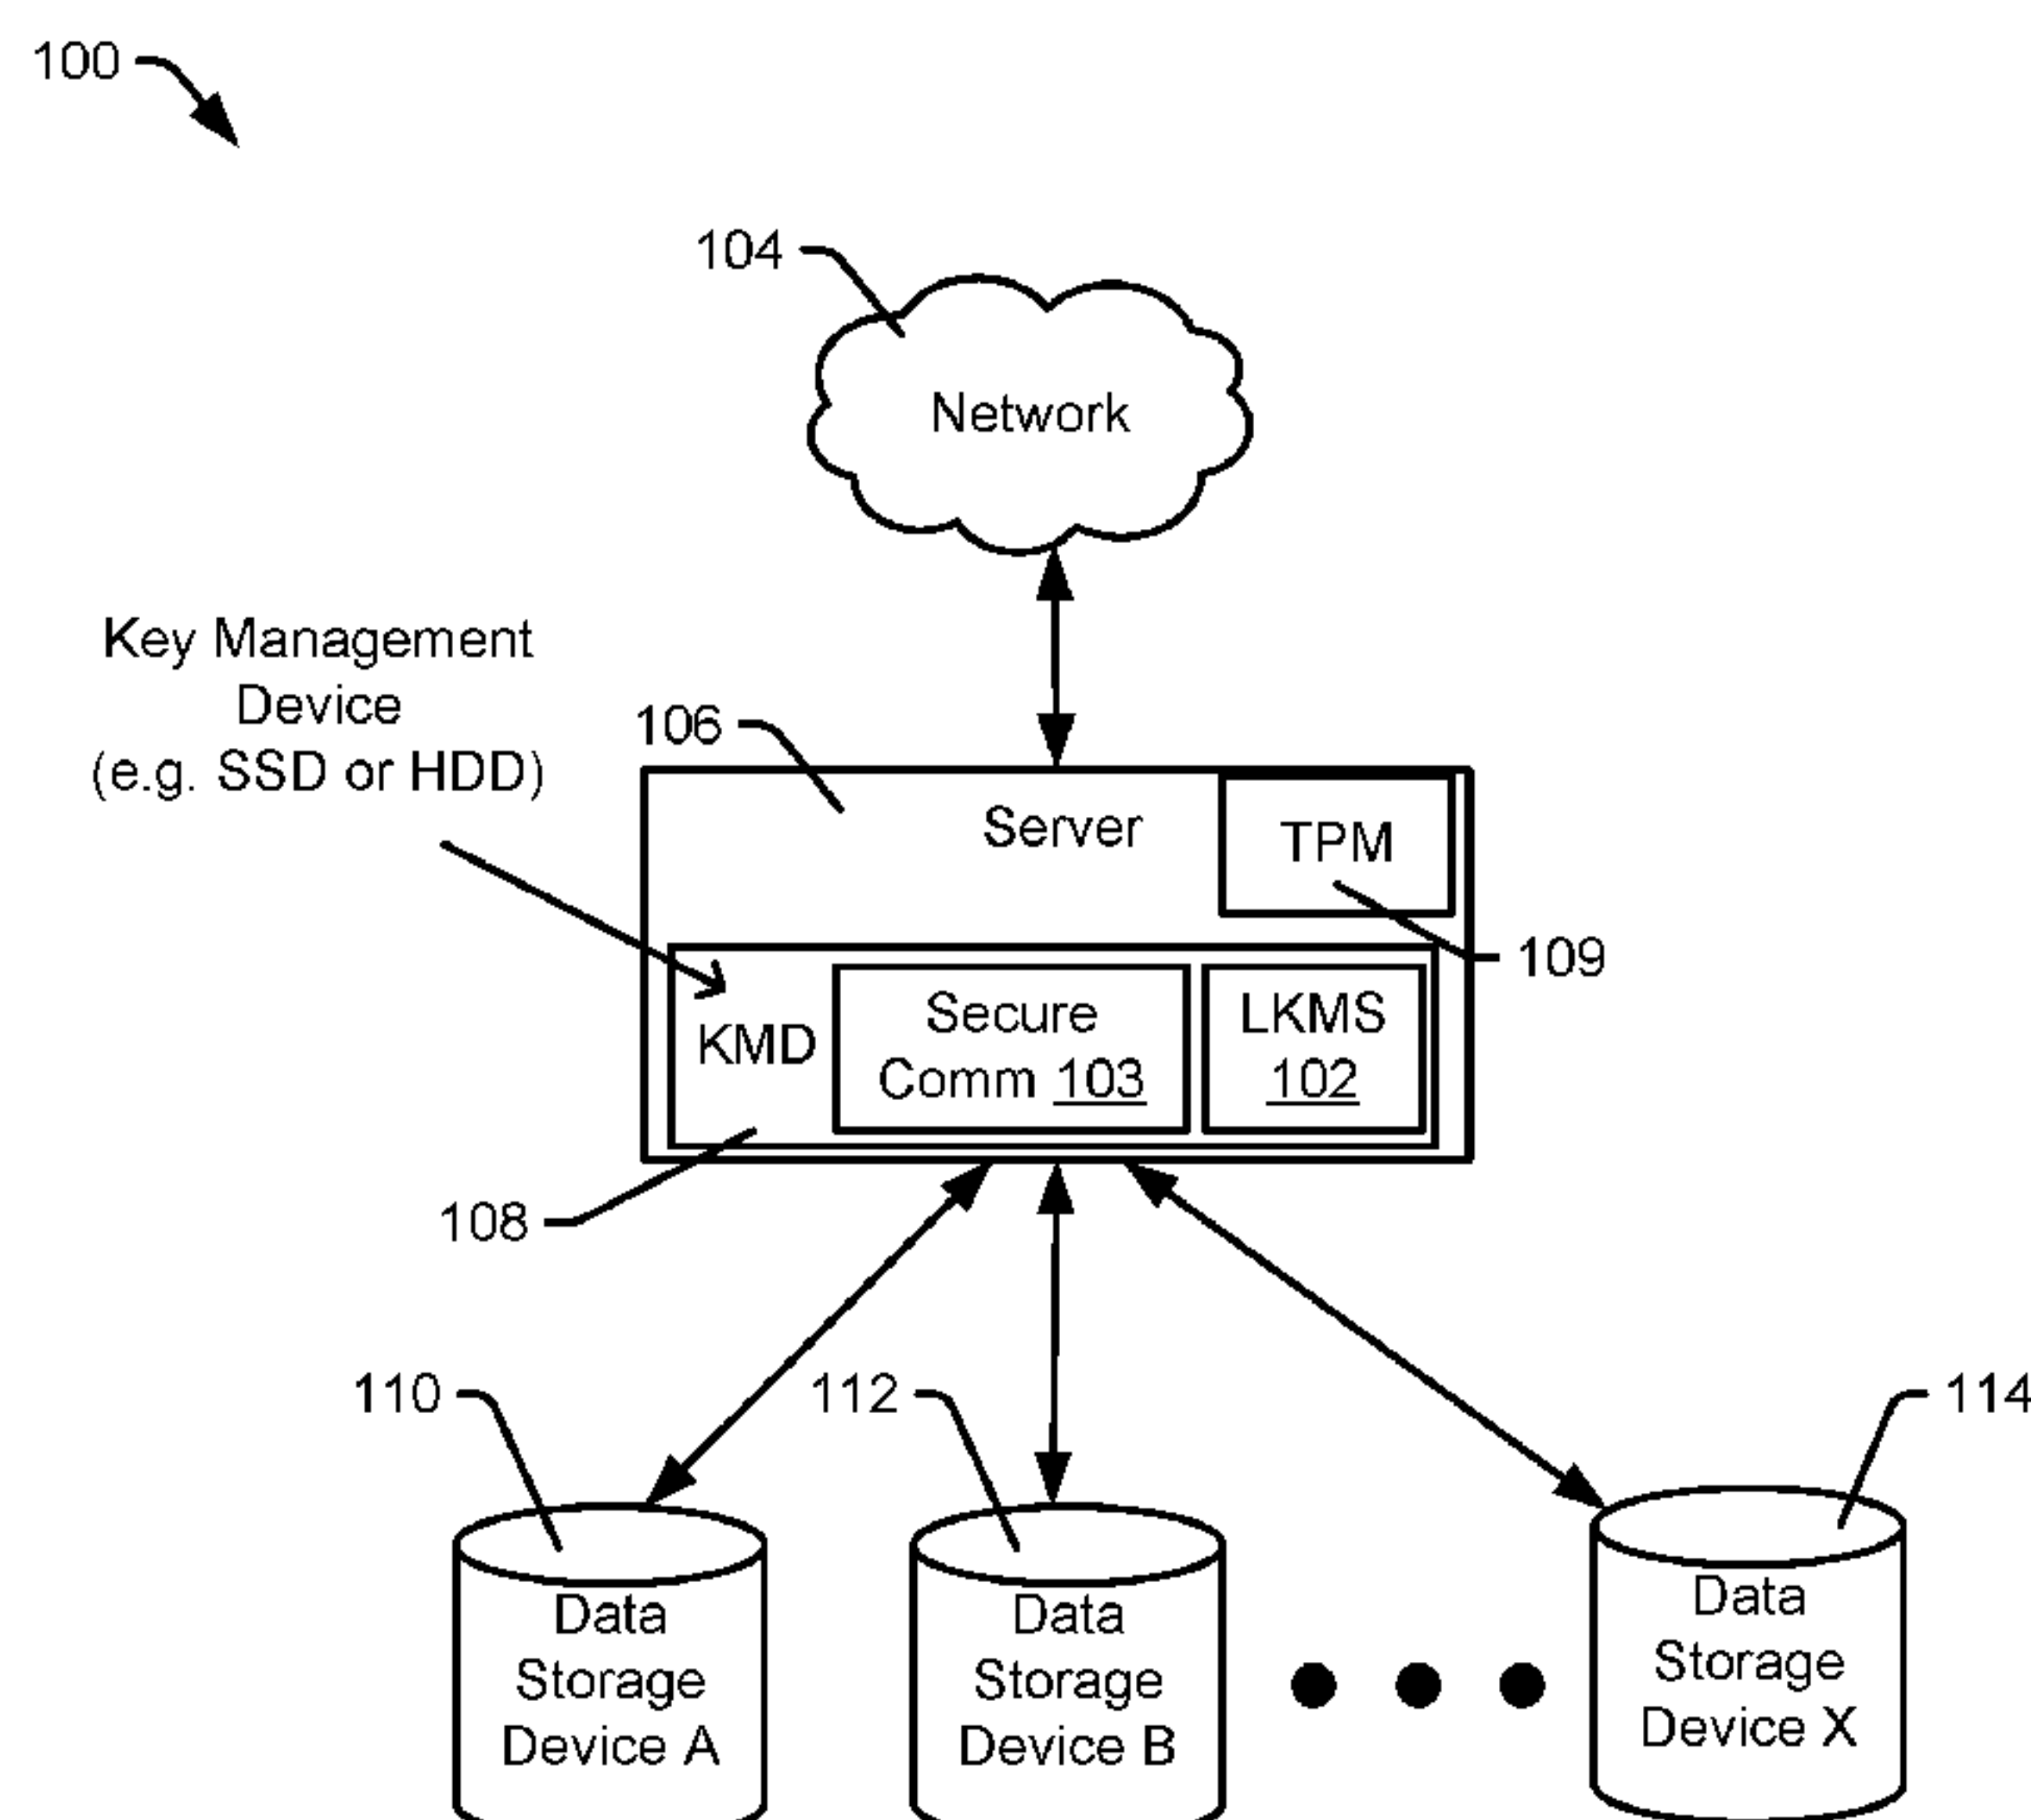 100
104
Network
Key Management
Device
(e.g. SSD or HDD)
106
Server
TPM
109
KMD
Secure
Comm 103
LKMS
102
108
110
112
114
Data
Storage
Device A
Data
Storage
Device B
Data
Storage
Device X